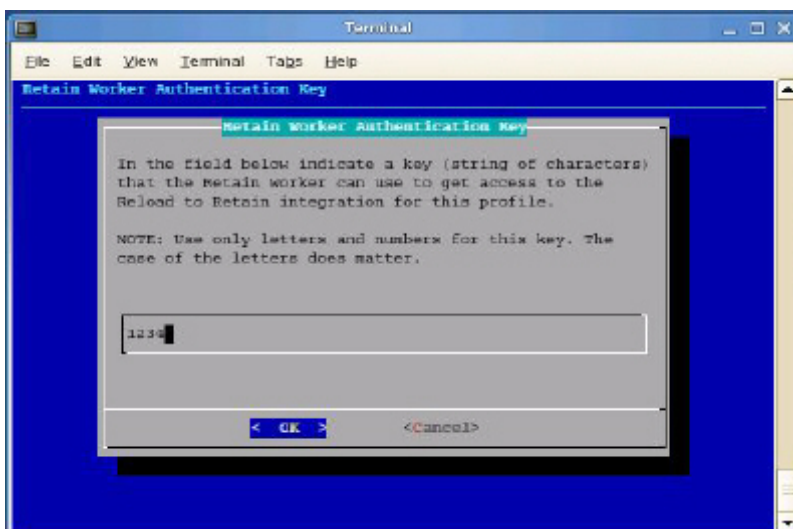 Terminal
File Edit View Terminal Tabs Help
Retain Worker Authentication Key
Retain Worker Authentication Key
In the field below indicate a key (string of characters)
that the Retain worker can use to get access to the
Reload to Retain integration for this profile.
NOTE: Use only letters and numbers for this key. The
case of the letters does matter.
1234
< OK > <Cancel>